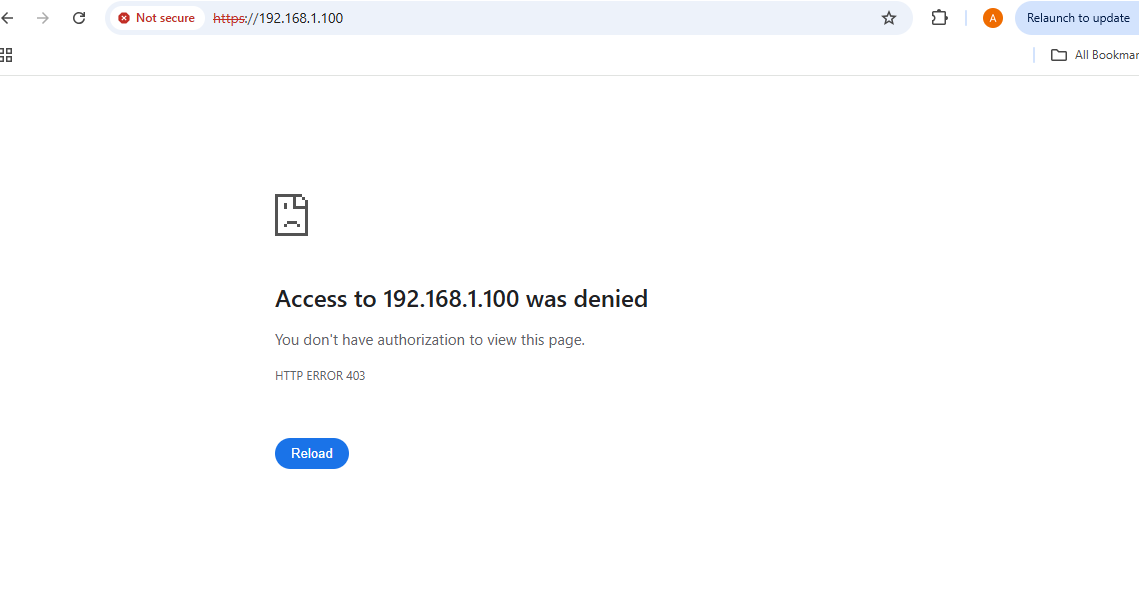 Not secure https://192.168.1.100 A Relaunch to update
All Bookmar
Access to 192.168.1.100 was denied
You don't have authorization to view this page.
HTTP ERROR 403
Reload